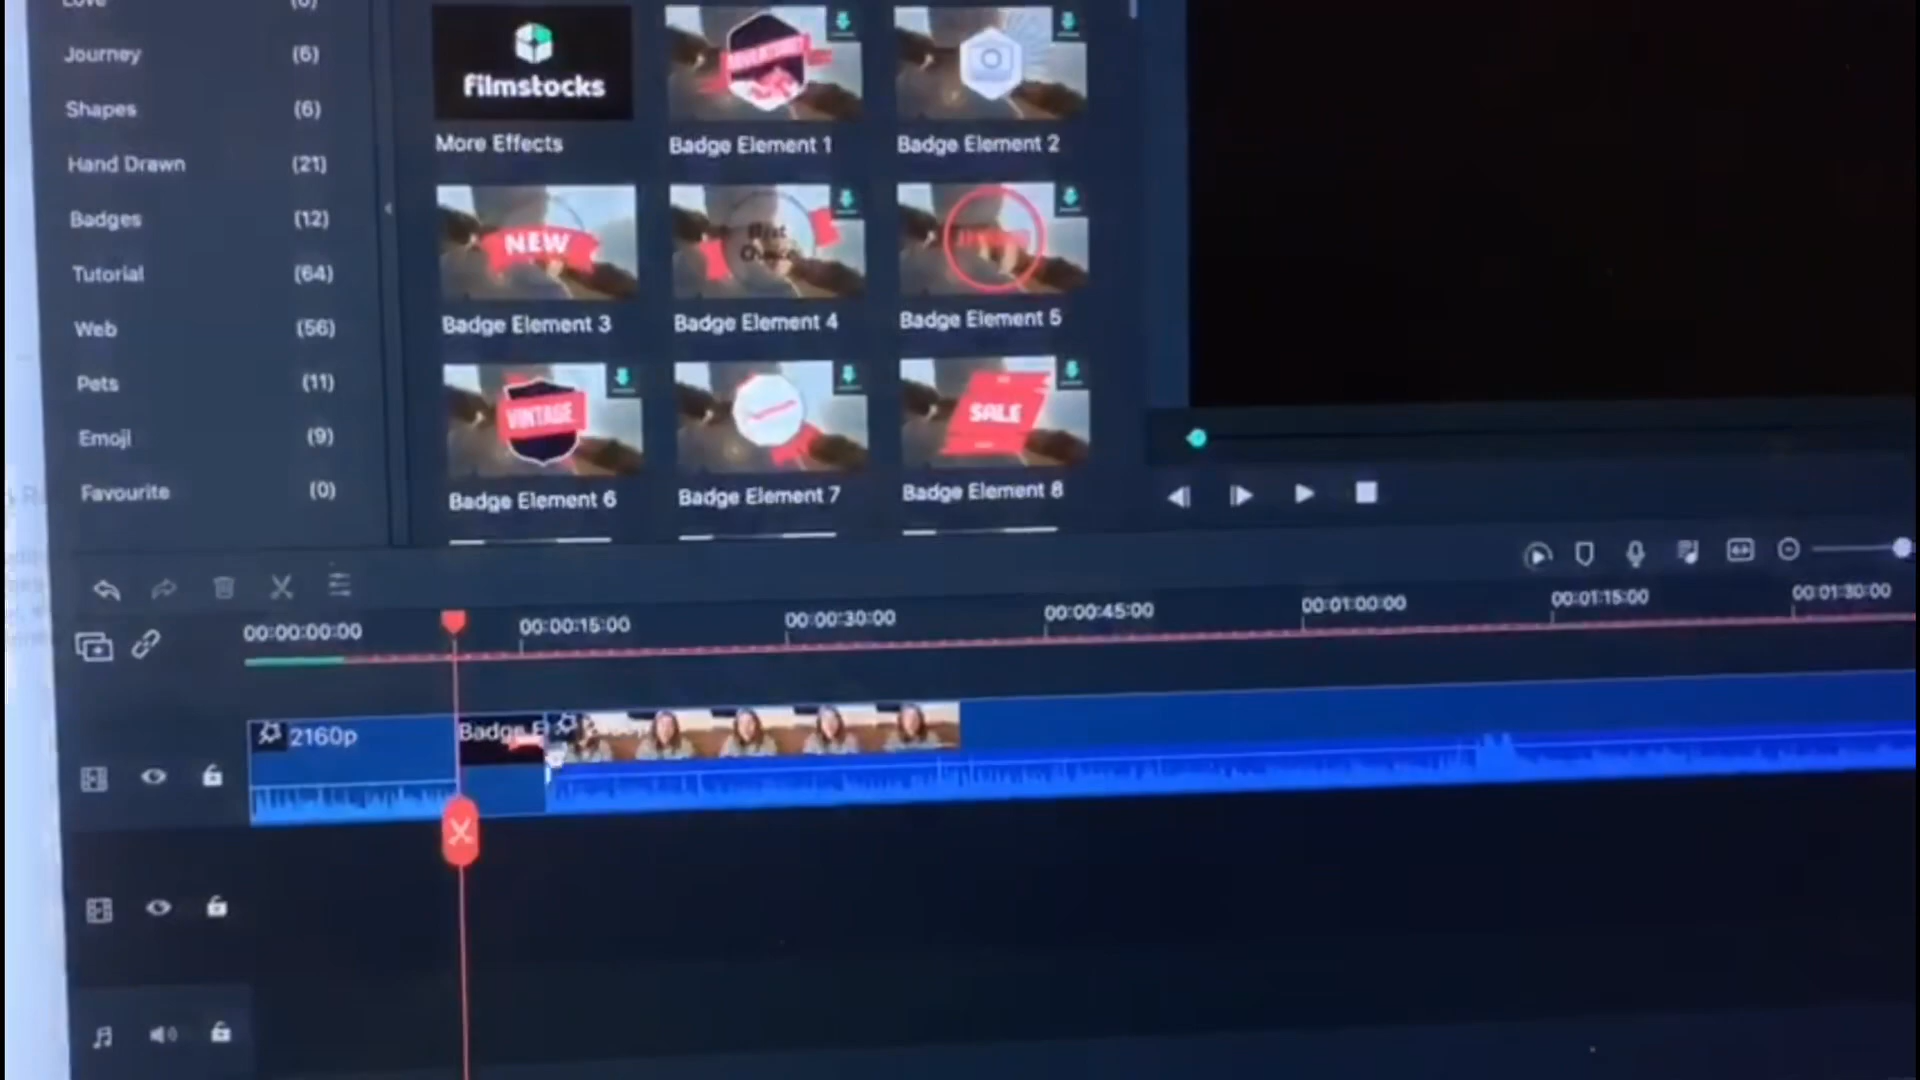 Love (6)
Journey (6)
Shapes (6)
Hand Drawn (21)
Badges (12)
Tutorial (64)
Web (56)
Pets (11)
Emoji (9)
Favourite (0)
filmstocks
More Effects
Badge Element 1
Badge Element 2
NEW
Best
Choice
Badge Element 3
Badge Element 4
Badge Element 5
VINTAGE
SALE
Badge Element 6
Badge Element 7
Badge Element 8
00:00:00:00
00:00:15:00
00:00:30:00
00:00:45:00
00:01:00:00
00:01:15:00
00:01:30:00
2160p
Badge E